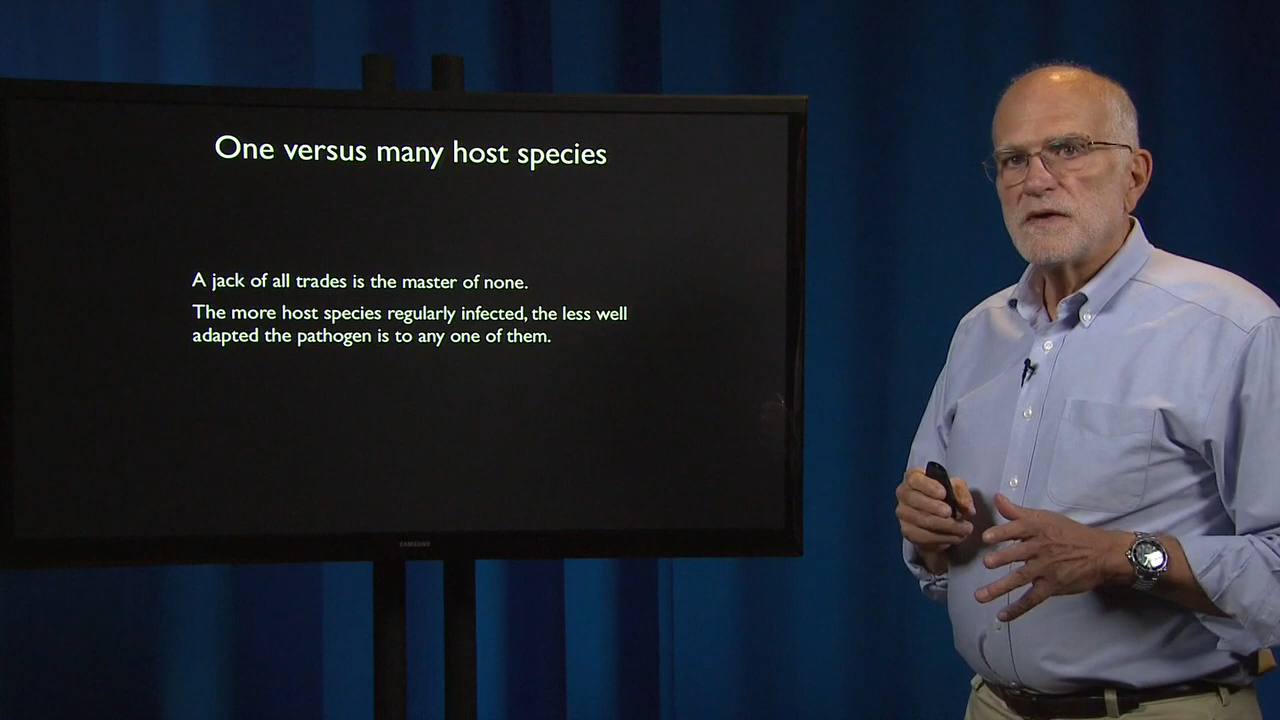 One versus many host species
A jack of all trades is the master of none.
The more host species regularly infected, the less well
adapted the pathogen is to any one of them.
SAMSUNG